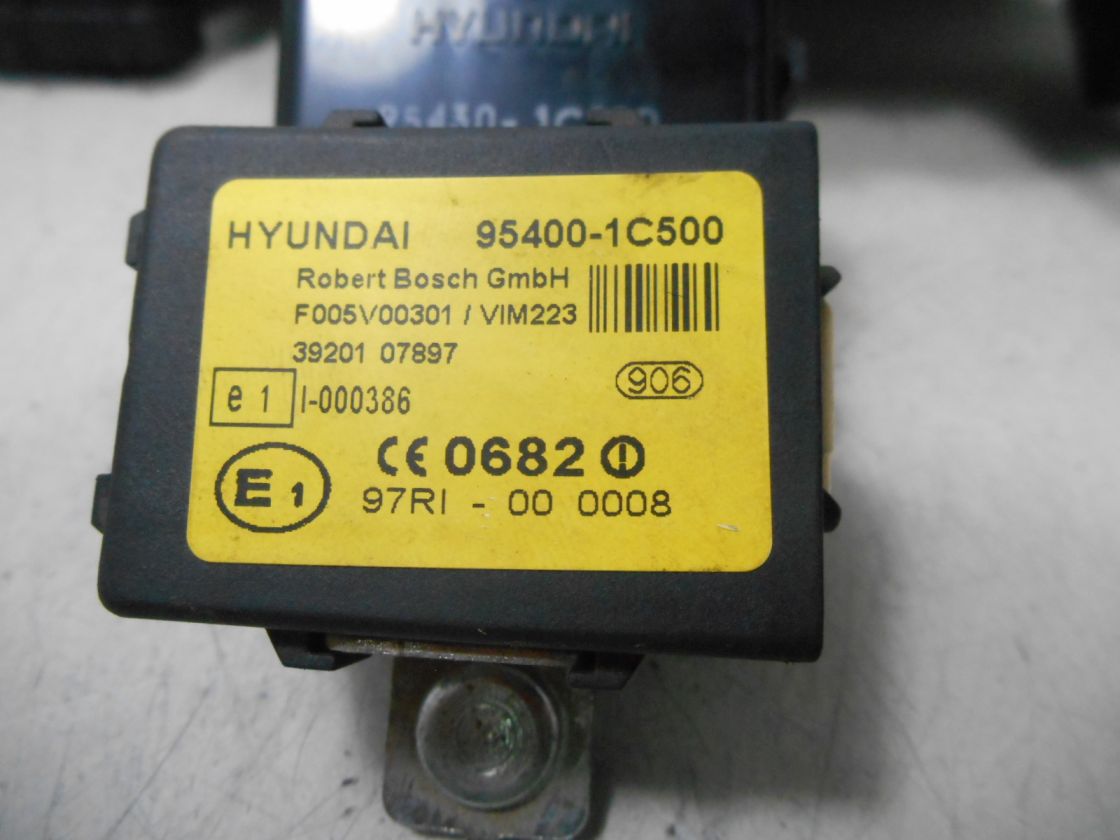 HYUNDAI
95430-
HYUNDAI 95400-1C500
Robert Bosch GmbH
F005V00301 / VIM223
39201 07897
906
e 1 I-000386
CE 0682
E 1
97RI - 00 0008